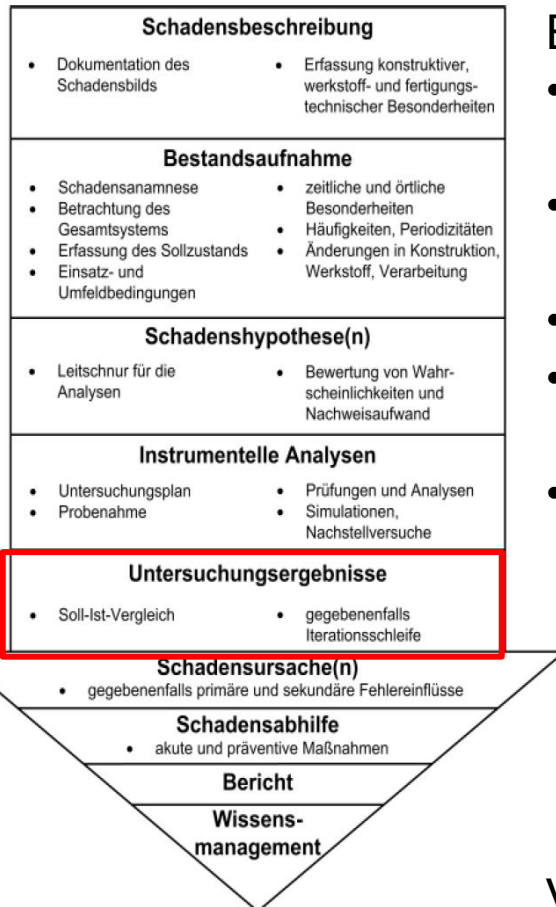 Schadensbeschreibung
• Dokumentation des
Schadensbilds
• Erfassung konstruktiver,
werkstoff- und fertigungs-
technischer Besonderheiten
Bestandsaufnahme
• Schadensanamnese
• Betrachtung des
Gesamtsystems
• Erfassung des Sollzustands
• Einsatz- und
Umfeldbedingungen
• zeitliche und örtliche
Besonderheiten
• Häufigkeiten, Periodizitäten
• Änderungen in Konstruktion,
Werkstoff, Verarbeitung
Schadenshypothese(n)
• Leitschnur für die
Analysen
• Bewertung von Wahr-
scheinlichkeiten und
Nachweisaufwand
Instrumentelle Analysen
• Untersuchungsplan
• Probenahme
• Prüfungen und Analysen
• Simulationen,
Nachstellversuche
Untersuchungsergebnisse
• Soll-Ist-Vergleich
• gegebenenfalls
Iterationsschleife
Schadensursache(n)
• gegebenenfalls primäre und sekundäre Fehlereinflüsse
Schadensabhilfe
• akute und präventive Maßnahmen
Bericht
Wissens-
management